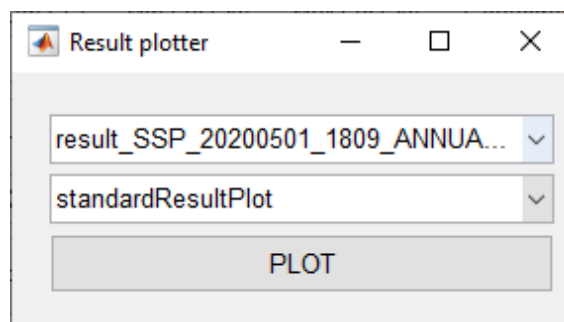 Result plotter
result_SSP_20200501_1809_ANNUA...
standardResultPlot
PLOT